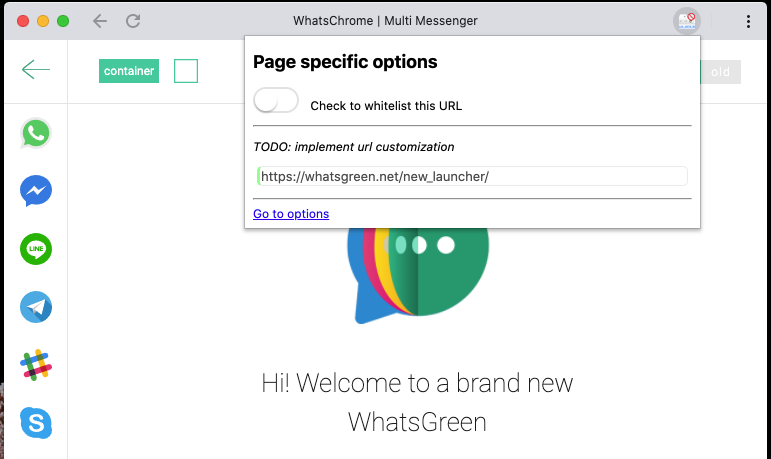 WhatsChrome | Multi Messenger
container
old
Page specific options
Check to whitelist this URL
TODO: implement url customization
https://whatsgreen.net/new_launcher/
Go to options
LINE
Hi! Welcome to a brand new
WhatsGreen